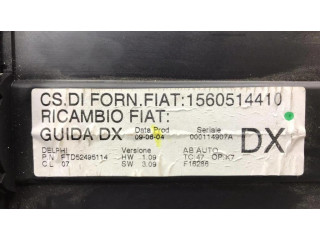 CS.DI FORN.FIAT:1560514410
RICAMBIO FIAT:
GUIDA DX Data Prod Seriale DX
09-06-04 000114907A
DELPHI Versione AB AUTO
P.N. FTD52495114 HW 1.09 TC:47 OP:K7
C.L. 07 SW 3.09 F16286